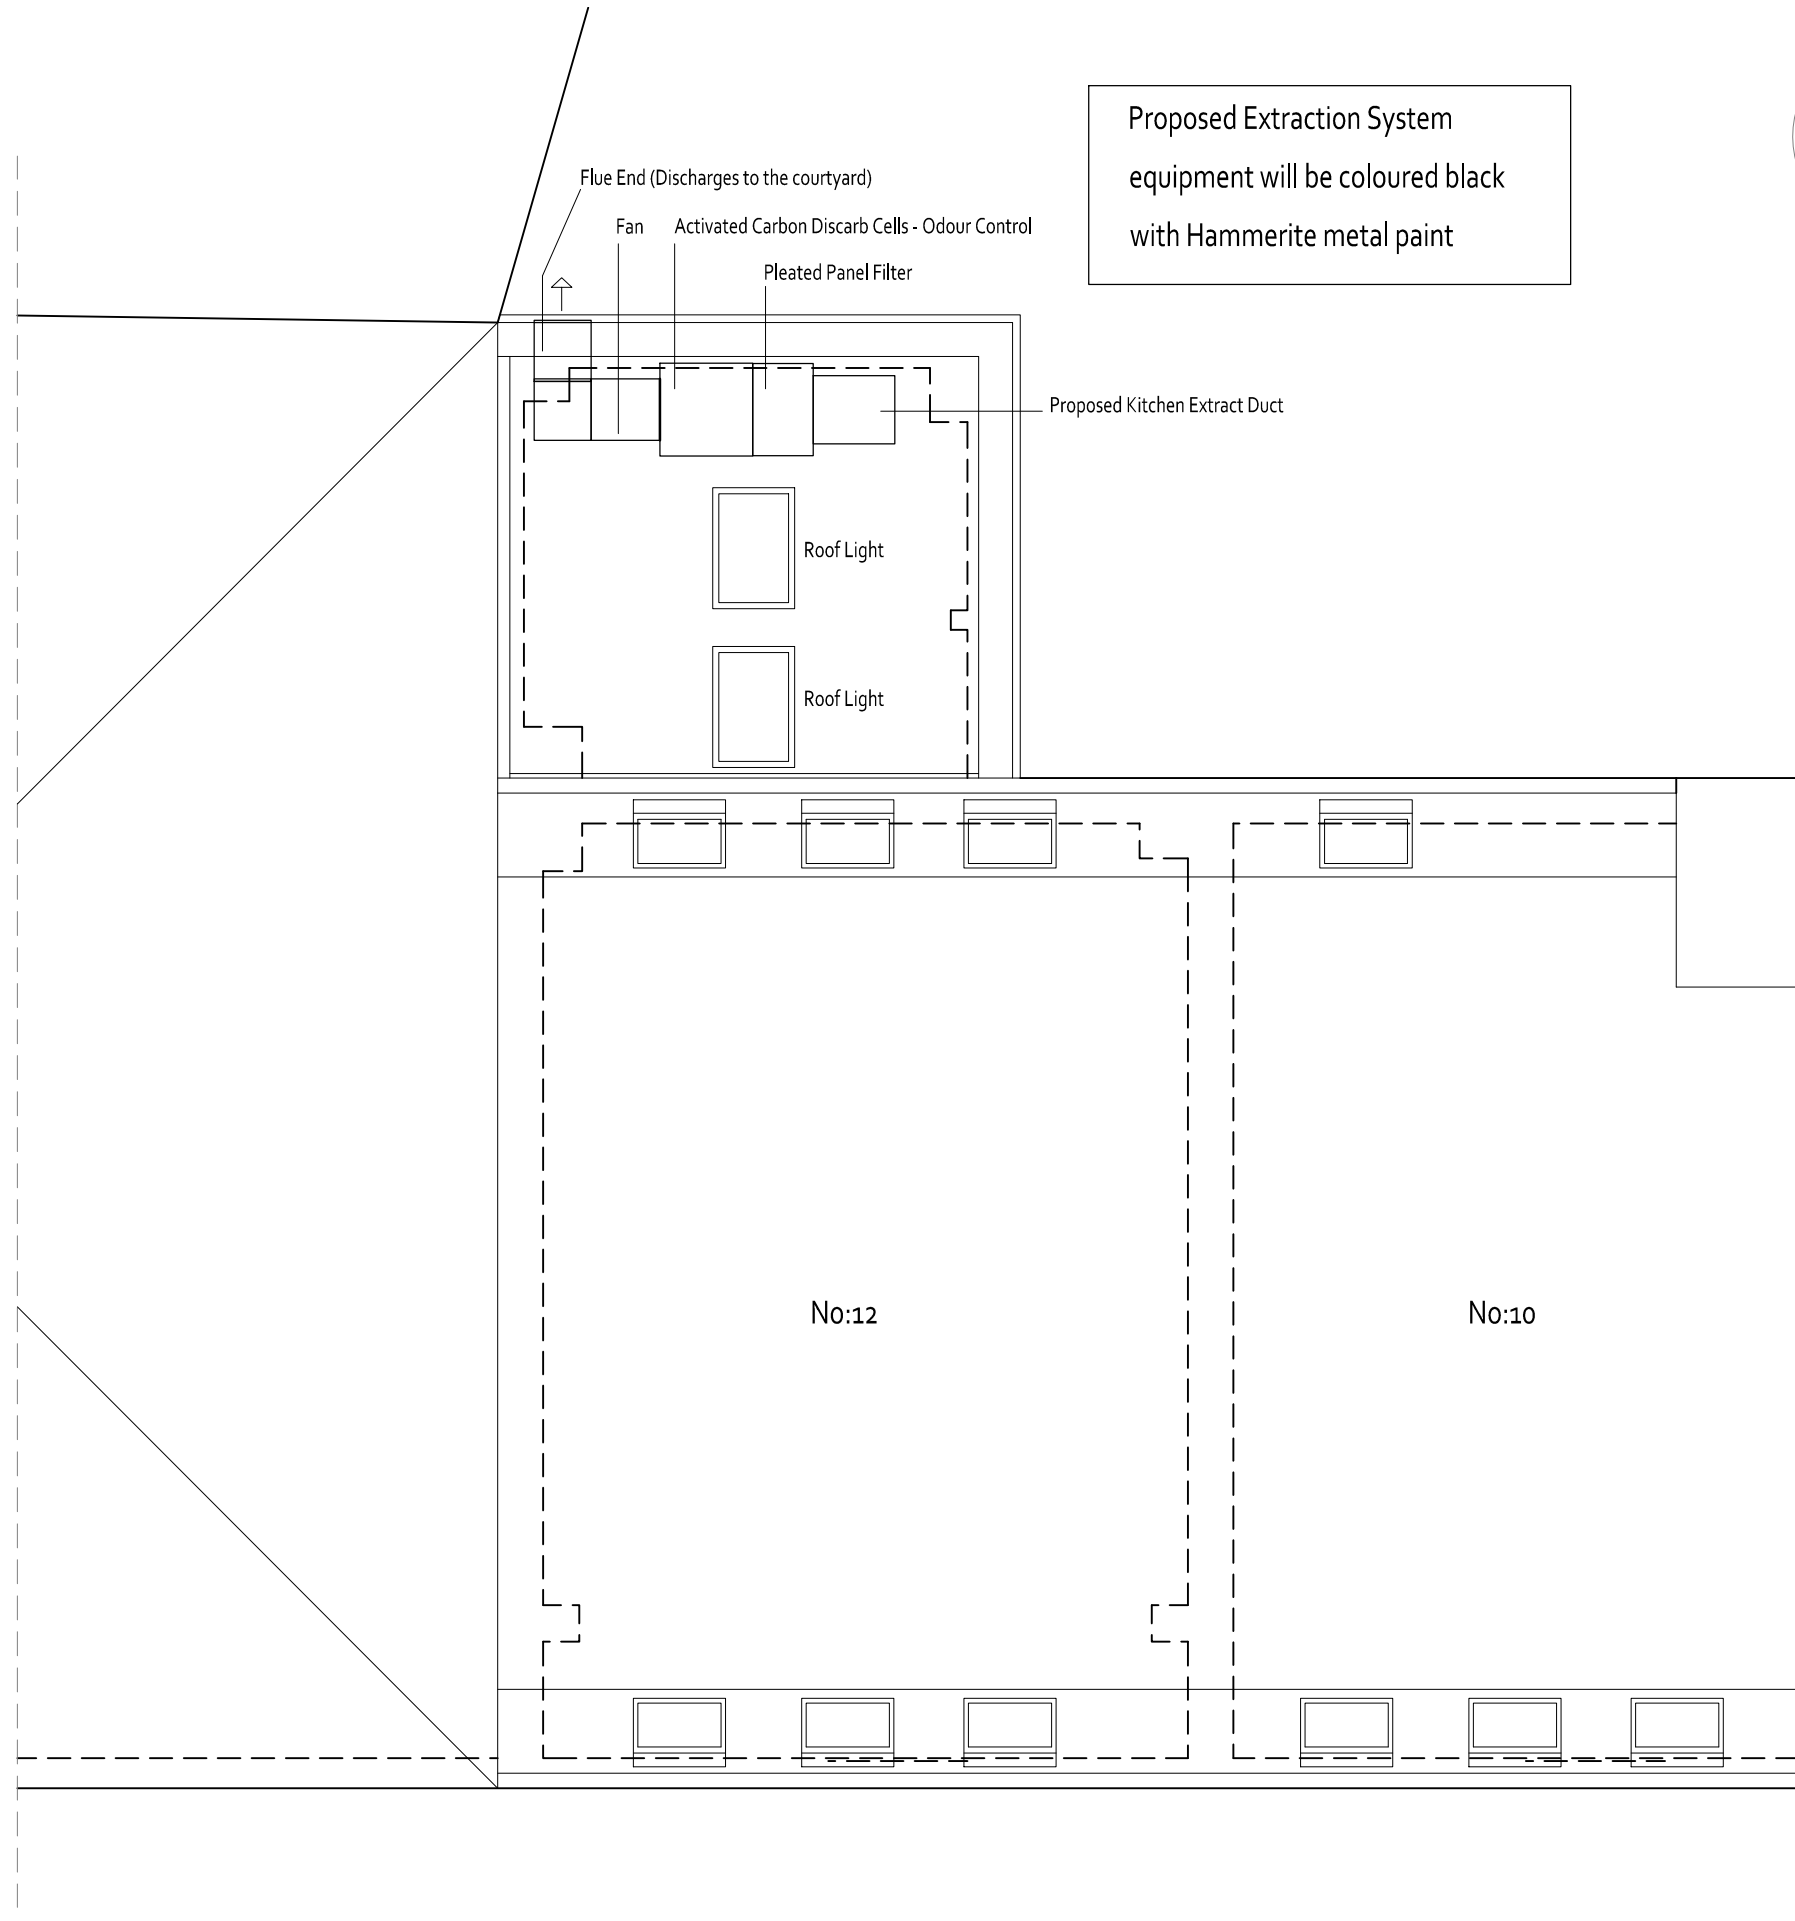 Proposed Extraction System
equipment will be coloured black
with Hammerite metal paint
Flue End (Discharges to the courtyard)
Fan
Activated Carbon Discarb Cells - Odour Control
Pleated Panel Filter
Proposed Kitchen Extract Duct
Roof Light
Roof Light
No:12
No:10